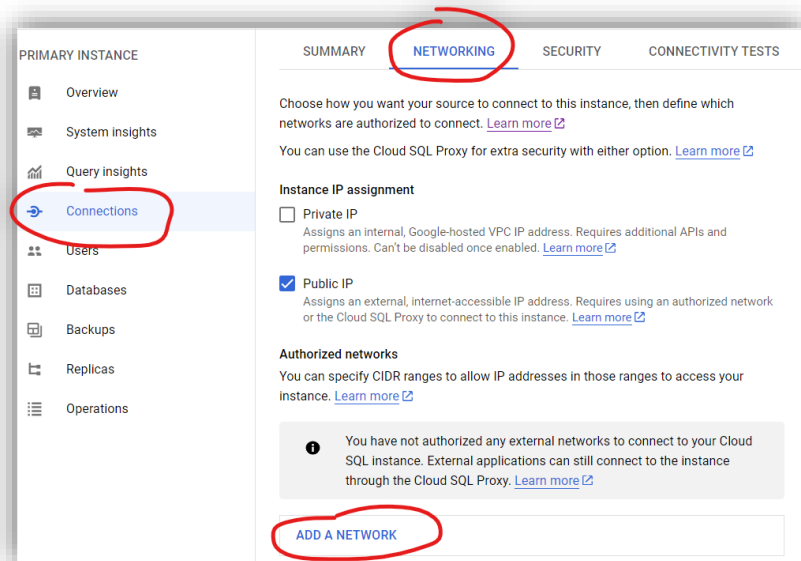 PRIMARY INSTANCE
Overview
System insights
Query insights
Connections
Users
Databases
Backups
Replicas
Operations
SUMMARY NETWORKING SECURITY CONNECTIVITY TESTS
Choose how you want your source to connect to this instance, then define which
networks are authorized to connect. Learn more
You can use the Cloud SQL Proxy for extra security with either option. Learn more
Instance IP assignment
Private IP
Assigns an internal, Google-hosted VPC IP address. Requires additional APIs and
permissions. Can't be disabled once enabled. Learn more
Public IP
Assigns an external, internet-accessible IP address. Requires using an authorized network
or the Cloud SQL Proxy to connect to this instance. Learn more
Authorized networks
You can specify CIDR ranges to allow IP addresses in those ranges to access your
instance. Learn more
You have not authorized any external networks to connect to your Cloud
SQL instance. External applications can still connect to the instance
through the Cloud SQL Proxy. Learn more
ADD A NETWORK